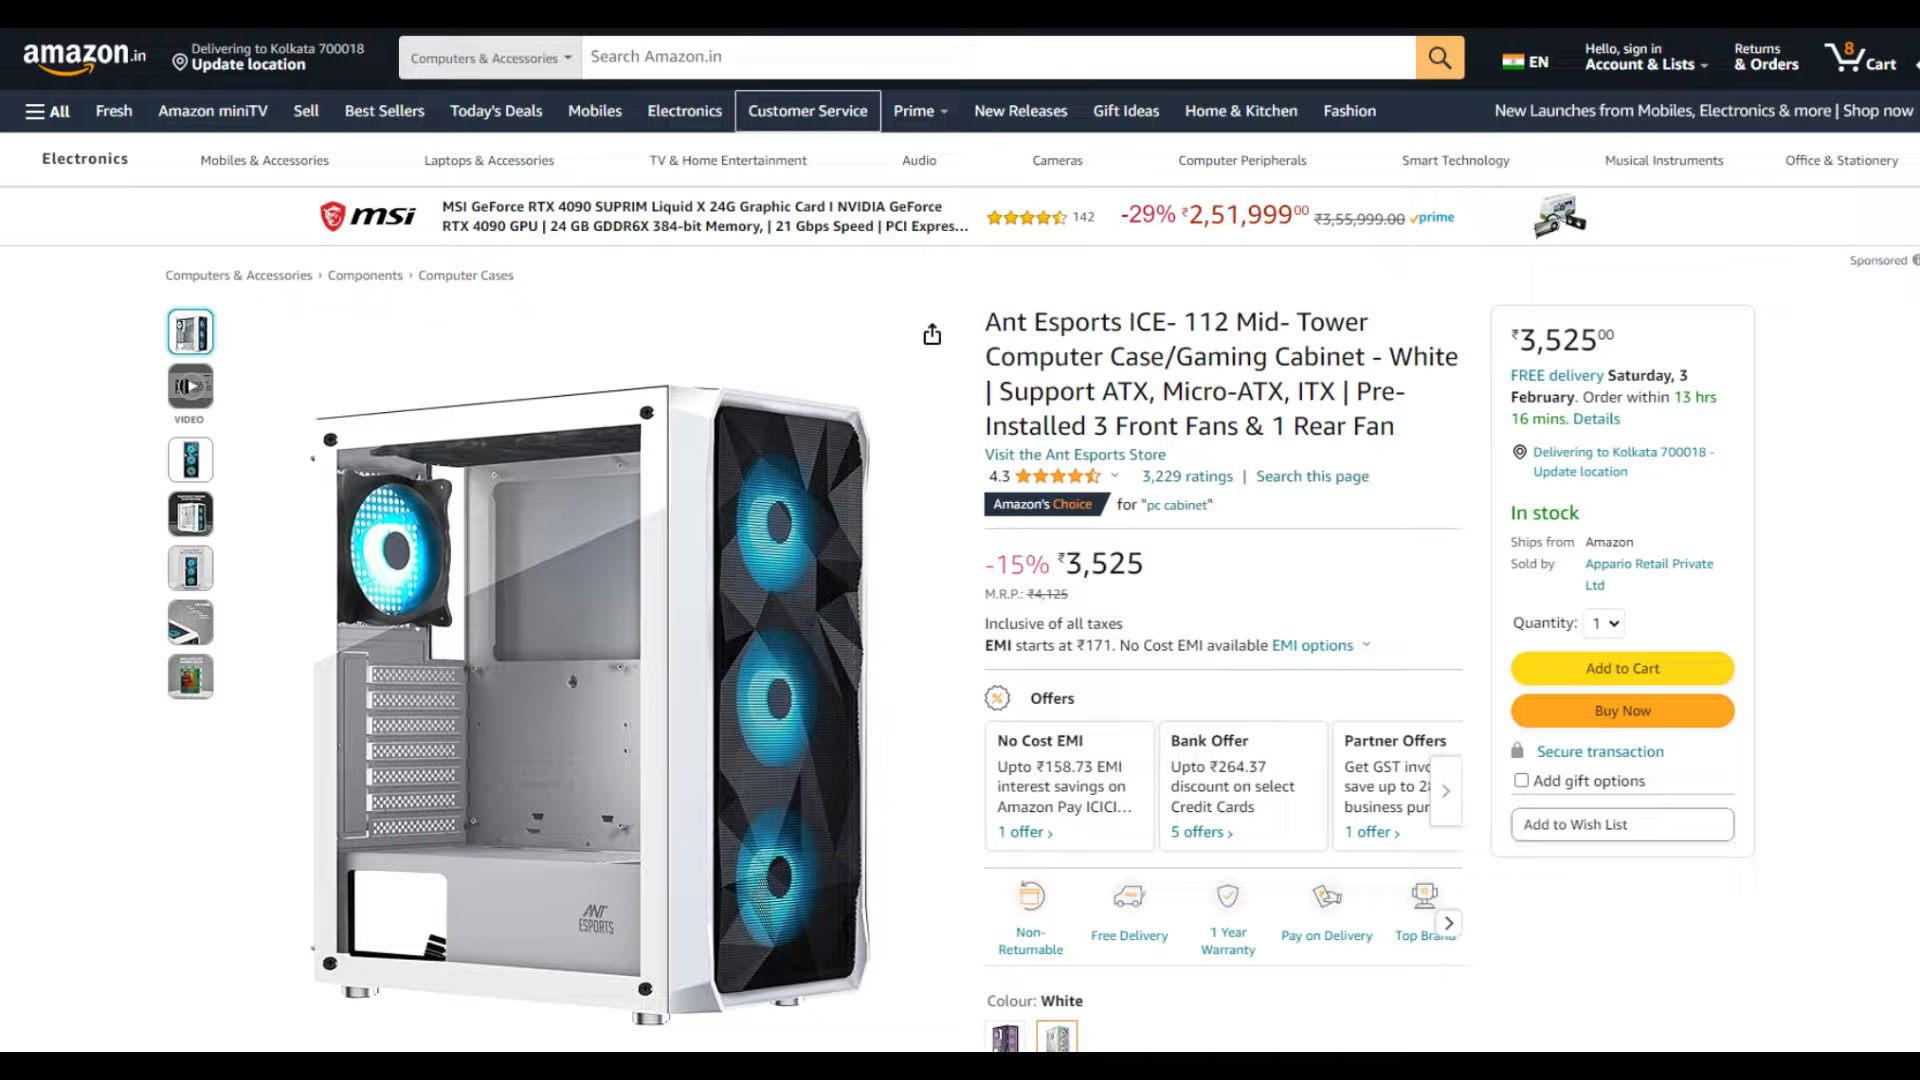 amazon.in
Delivering to Kolkata 700018
Update location
Computers & Accessories
Search Amazon.in
EN
Hello, sign in
Account & Lists
Returns
& Orders
8
Cart
All
Fresh
Amazon miniTV
Sell
Best Sellers
Today's Deals
Mobiles
Electronics
Customer Service
Prime
New Releases
Gift Ideas
Home & Kitchen
Fashion
New Launches from Mobiles, Electronics & more | Shop now
Electronics
Mobiles & Accessories
Laptops & Accessories
TV & Home Entertainment
Audio
Cameras
Computer Peripherals
Smart Technology
Musical Instruments
Office & Stationery
msi
MSI GeForce RTX 4090 SUPRIM Liquid X 24G Graphic Card I NVIDIA GeForce
RTX 4090 GPU | 24 GB GDDR6X 384-bit Memory, | 21 Gbps Speed | PCI Expres...
142
-29% ₹2,51,99900 ₹3,55,999.00 prime
Sponsored
Computers & Accessories › Components › Computer Cases
VIDEO
ANT
ESPORTS
Ant Esports ICE- 112 Mid- Tower
Computer Case/Gaming Cabinet - White
| Support ATX, Micro-ATX, ITX | Pre-
Installed 3 Front Fans & 1 Rear Fan
Visit the Ant Esports Store
4.3
3,229 ratings | Search this page
Amazon's Choice for "pc cabinet"
-15% ₹3,525
M.R.P.: ₹4,125
Inclusive of all taxes
EMI starts at ₹171. No Cost EMI available EMI options
Offers
No Cost EMI
Upto ₹158.73 EMI
interest savings on
Amazon Pay ICICI...
1 offer ›
Bank Offer
Upto ₹264.37
discount on select
Credit Cards
5 offers ›
Partner Offers
Get GST invo
save up to 2
business pur
1 offer ›
Non-
Returnable
Free Delivery
1 Year
Warranty
Pay on Delivery
Top Brand
Colour: White
₹3,52500
FREE delivery Saturday, 3
February. Order within 13 hrs
16 mins. Details
Delivering to Kolkata 700018 -
Update location
In stock
Ships from Amazon
Sold by Appario Retail Private
Ltd
Quantity: 1
Add to Cart
Buy Now
Secure transaction
Add gift options
Add to Wish List